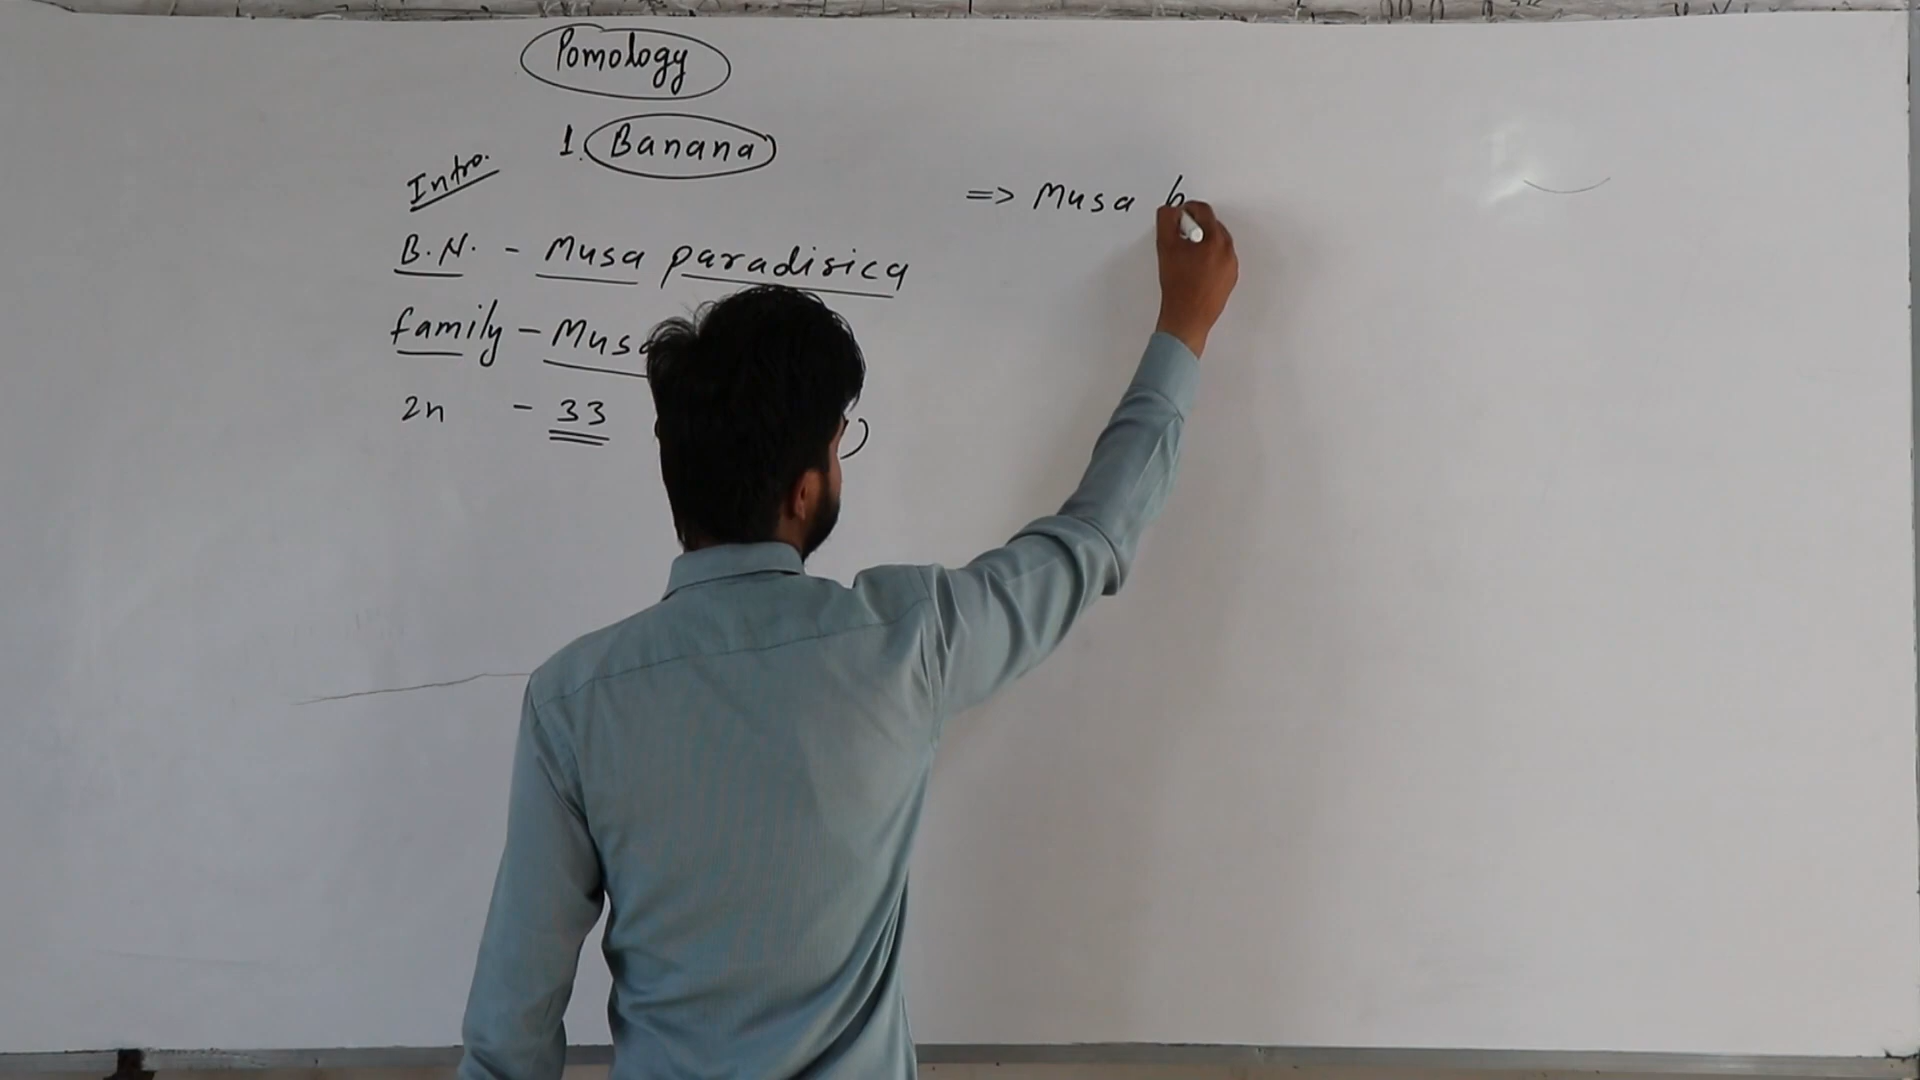 Pomology
1. Banana
Intro.
B.N. - Musa paradisica
family - Musa
2n - 33 )
=> Musa b